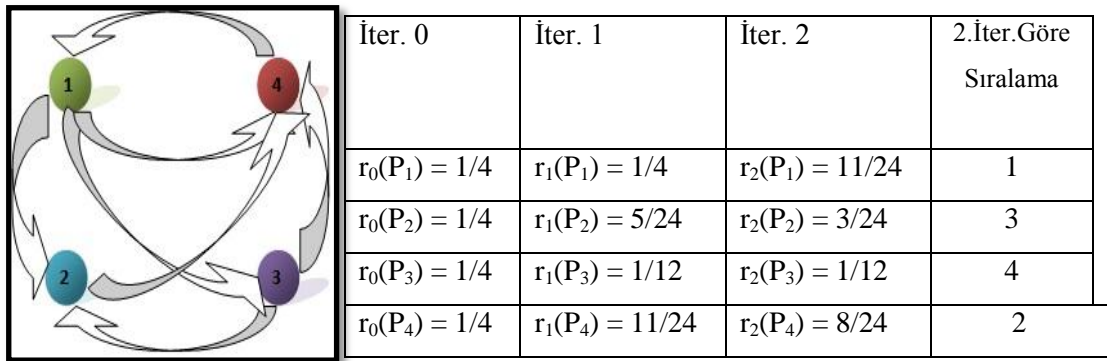 1
4
2
3
İter. 0 İter. 1 İter. 2 2.İter.Göre
Sıralama
r₀(P₁) = 1/4 r₁(P₁) = 1/4 r₂(P₁) = 11/24 1
r₀(P₂) = 1/4 r₁(P₂) = 5/24 r₂(P₂) = 3/24 3
r₀(P₃) = 1/4 r₁(P₃) = 1/12 r₂(P₃) = 1/12 4
r₀(P₄) = 1/4 r₁(P₄) = 11/24 r₂(P₄) = 8/24 2